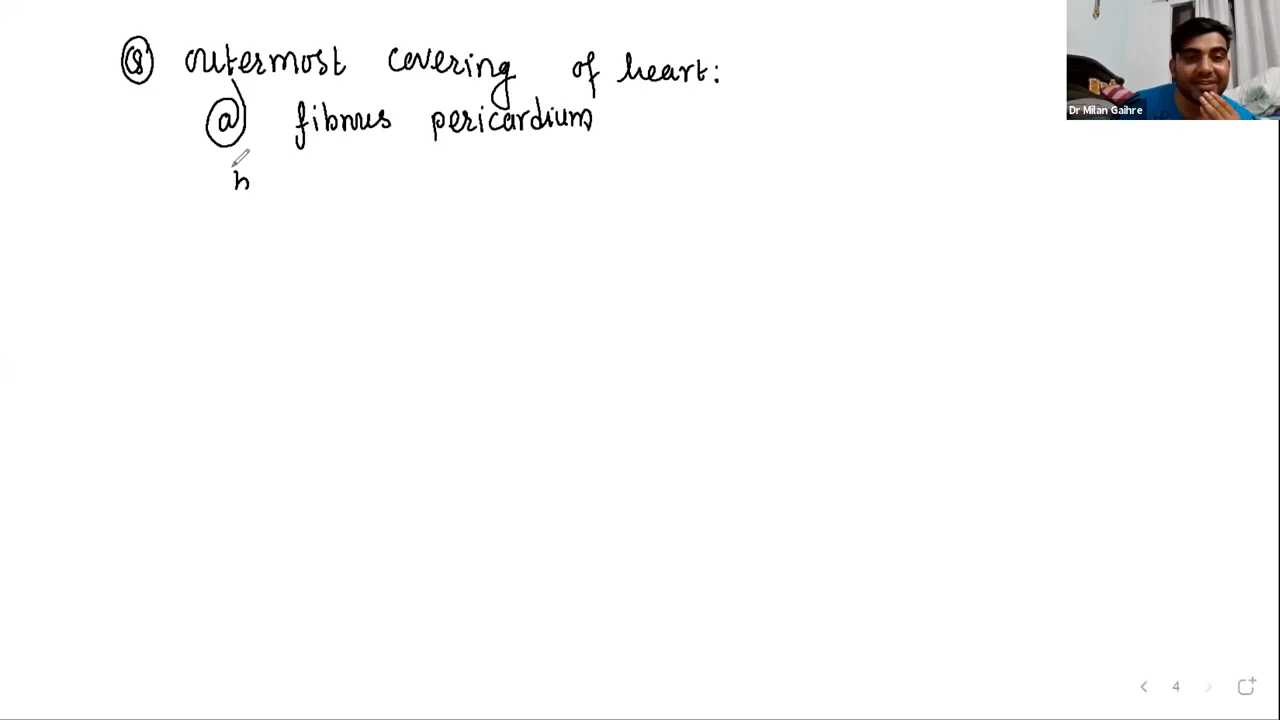 Q outermost covering of heart:
Dr Milan Gaihre
a fibrous pericardium
b
4